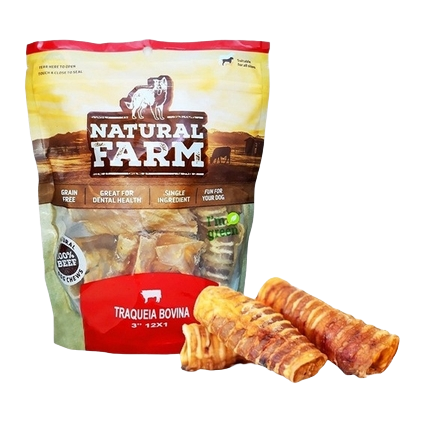 NATURAL
FARM
GRAIN
FREE
GREAT FOR
DENTAL HEALTH
SINGLE
INGREDIENT
FUN FOR
YOUR DOG
I'm
green
100%
BEEF
TRAQUEIA BOVINA
3" 12X1